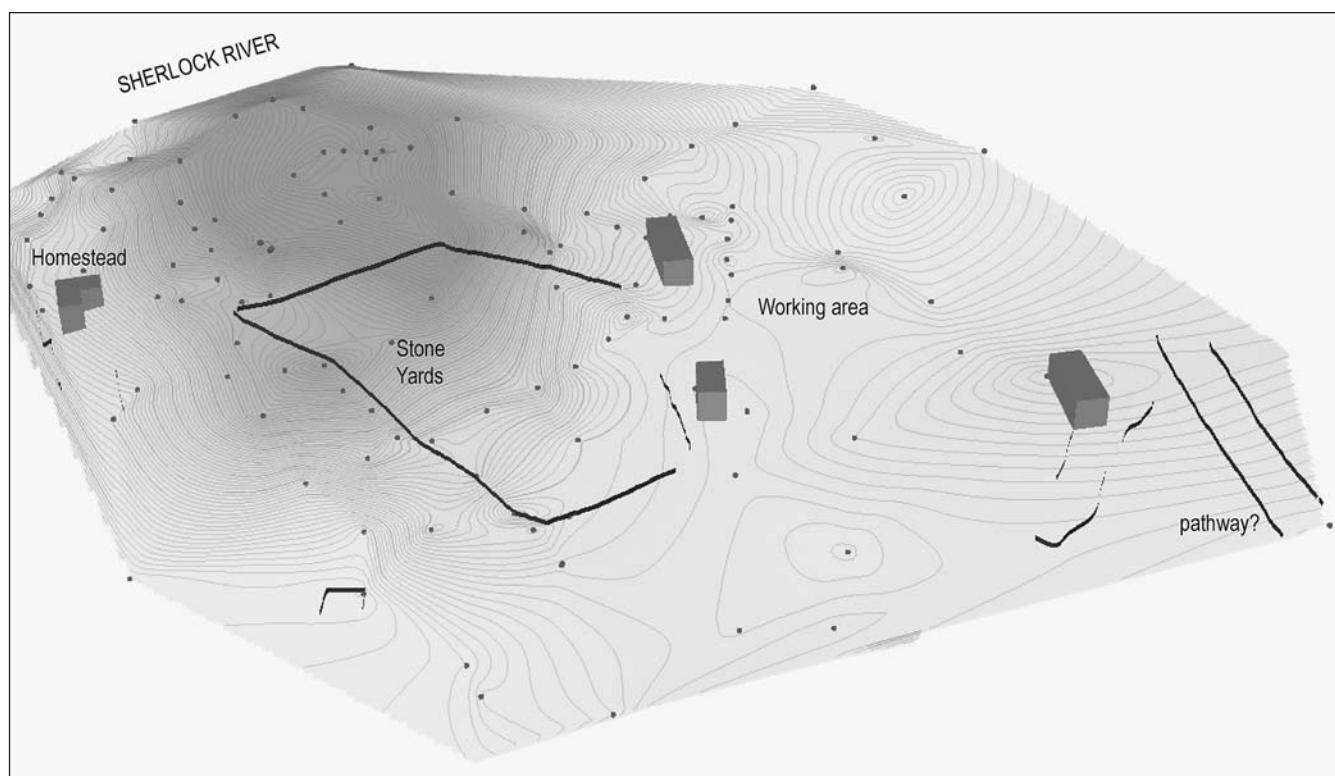 SHERLOCK RIVER
Homestead
Working area
Stone
Yards
pathway?